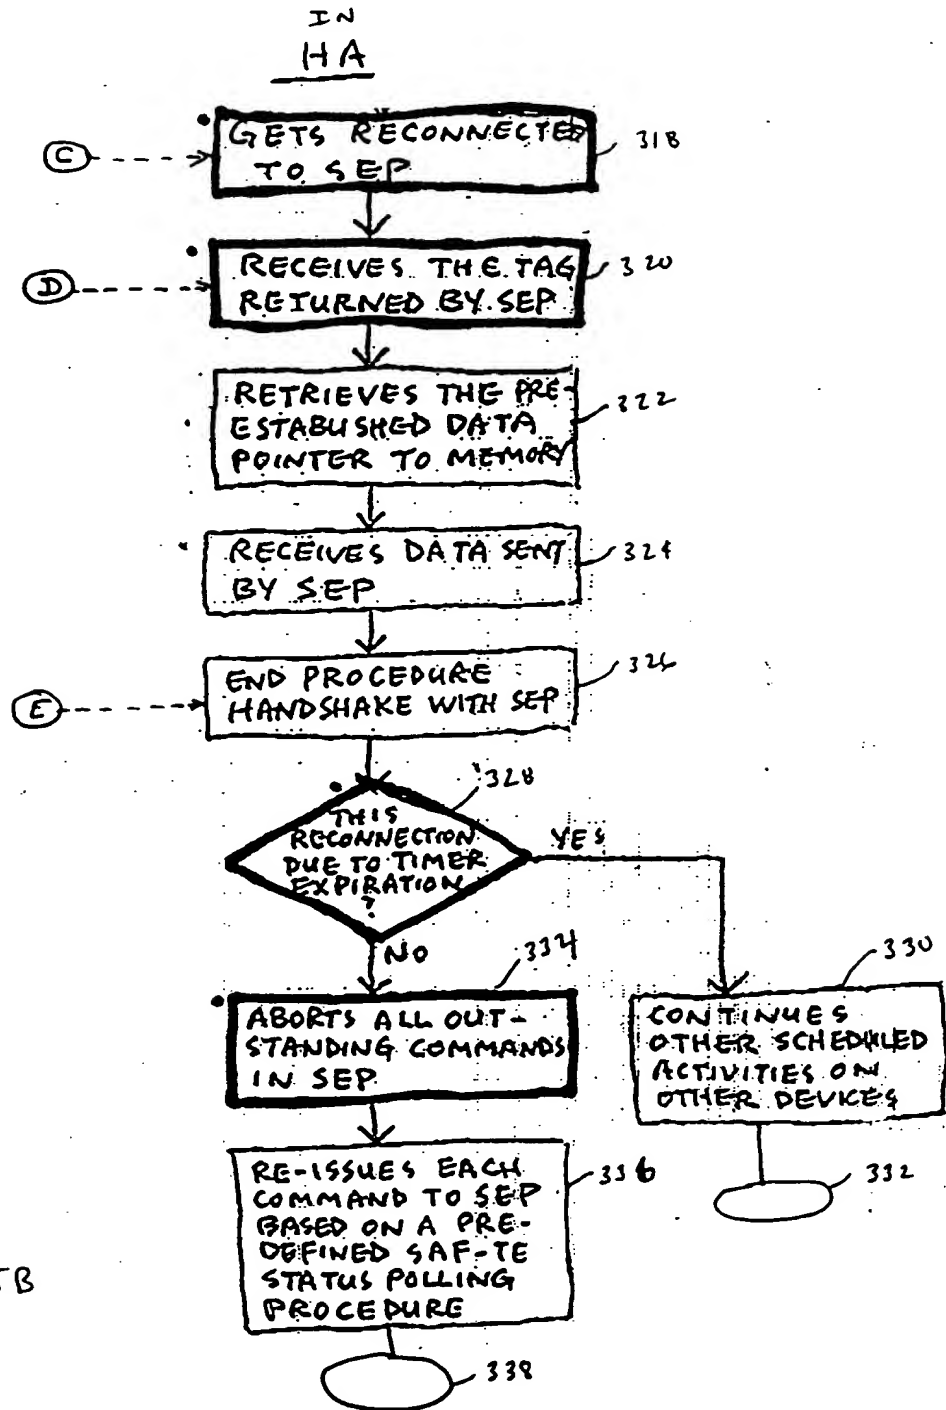 IN
HA
GETS RECONNECTED
TO SEP
318
C
RECEIVES THE TAG
RETURNED BY SEP
320
D
RETRIEVES THE PRE-
ESTABLISHED DATA
POINTER TO MEMORY
322
RECEIVES DATA SENT
BY SEP
324
END PROCEDURE
HANDSHAKE WITH SEP
326
E
328
THIS
RECONNECTION
DUE TO TIMER
EXPIRATION
?
YES
NO
334
330
ABORTS ALL OUT-
STANDING COMMANDS
IN SEP
CONTINUES
OTHER SCHEDULED
ACTIVITIES ON
OTHER DEVICES
332
RE-ISSUES EACH
COMMAND TO SEP
BASED ON A PRE-
DEFINED SAF-TE
STATUS POLLING
PROCEDURE
336
338